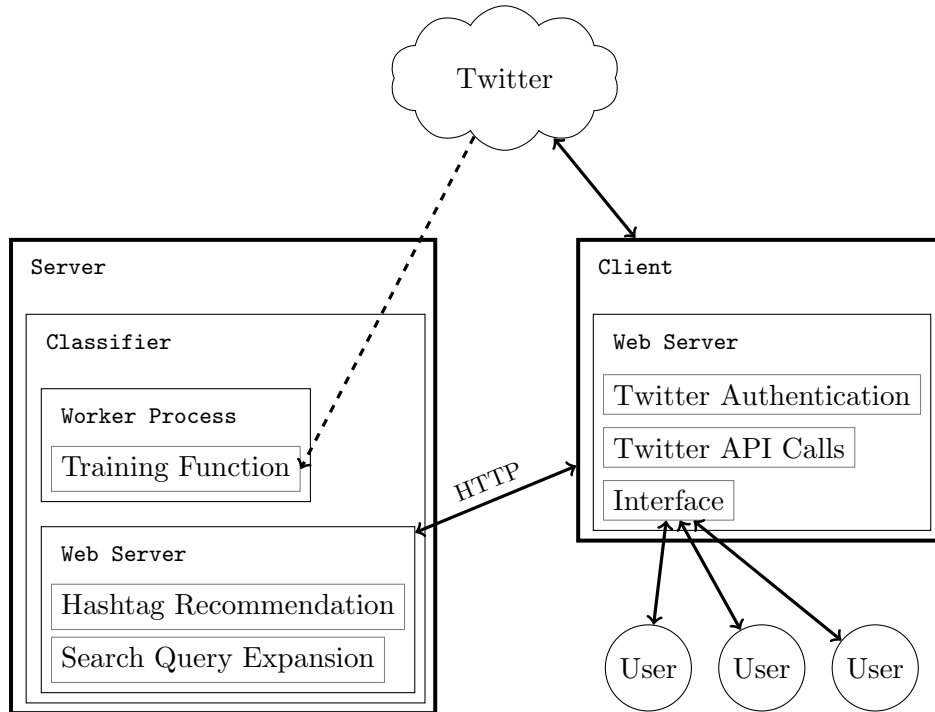 Twitter
Server
Classifier
Worker Process
Training Function
Web Server
Hashtag Recommendation
Search Query Expansion
HTTP
Client
Web Server
Twitter Authentication
Twitter API Calls
Interface
User
User
User